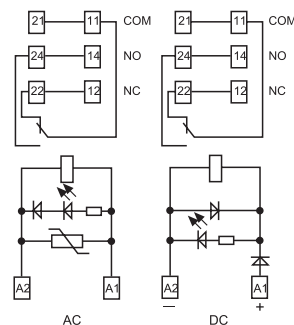 21 11 COM 21 11 COM
24 14 NO 24 14 NO
22 12 NC 22 12 NC
A2 A1 A2 A1
— +
AC DC